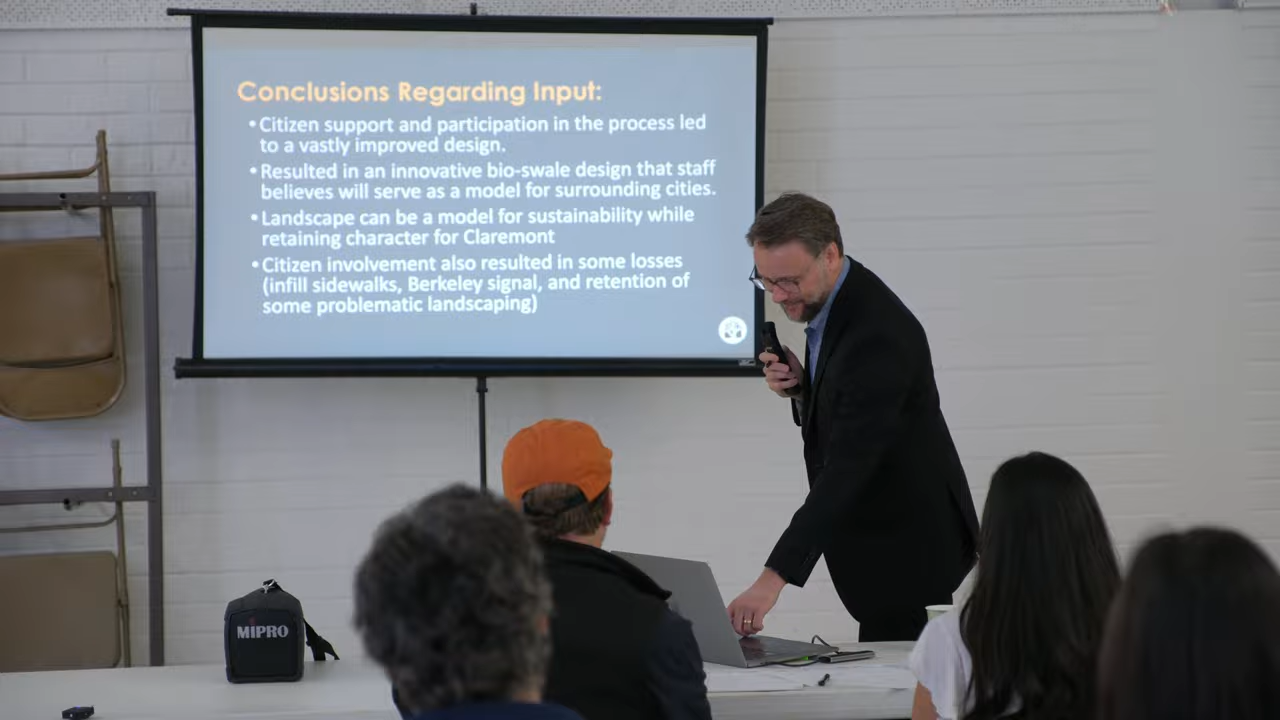 Conclusions Regarding Input:
• Citizen support and participation in the process led
to a vastly improved design.
• Resulted in an innovative bio-swale design that staff
believes will serve as a model for surrounding cities.
• Landscape can be a model for sustainability while
retaining character for Claremont
• Citizen involvement also resulted in some losses
(infill sidewalks, Berkeley signal, and retention of
some problematic landscaping)
MIPRO